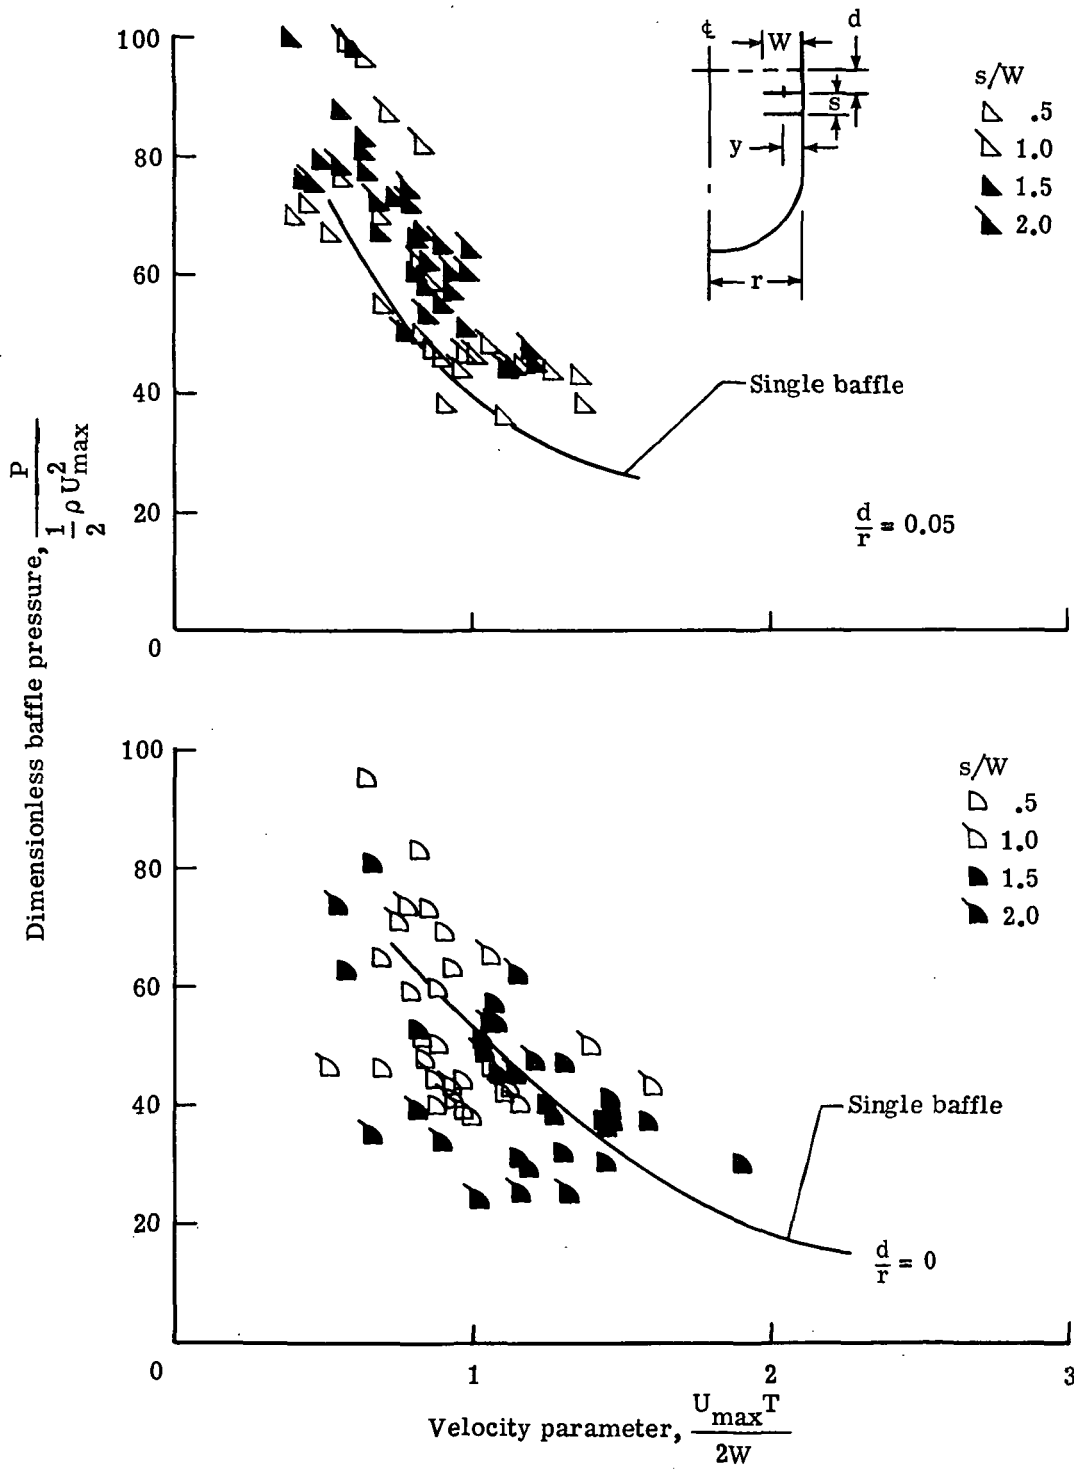 100
80
60
40
20
0
℄
W
d
s
y
r
s/W
.5
1.0
1.5
2.0
Single baffle
d/r = 0.05
Dimensionless baffle pressure, P / 1/2 ρ U²max
100
80
60
40
20
0
1
2
3
s/W
.5
1.0
1.5
2.0
Single baffle
d/r = 0
Velocity parameter, UmaxT / 2W